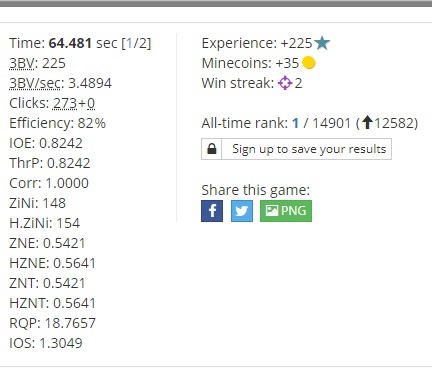 Time: 64.481 sec [1/2]
3BV: 225
3BV/sec: 3.4894
Clicks: 273+0
Efficiency: 82%
IOE: 0.8242
ThrP: 0.8242
Corr: 1.0000
ZiNi: 148
H.ZiNi: 154
ZNE: 0.5421
HZNE: 0.5641
ZNT: 0.5421
HZNT: 0.5641
RQP: 18.7657
IOS: 1.3049
Experience: +225
Minecoins: +35
Win streak: 2
All-time rank: 1 / 14901 (⬆12582)
Sign up to save your results
Share this game:
f
PNG